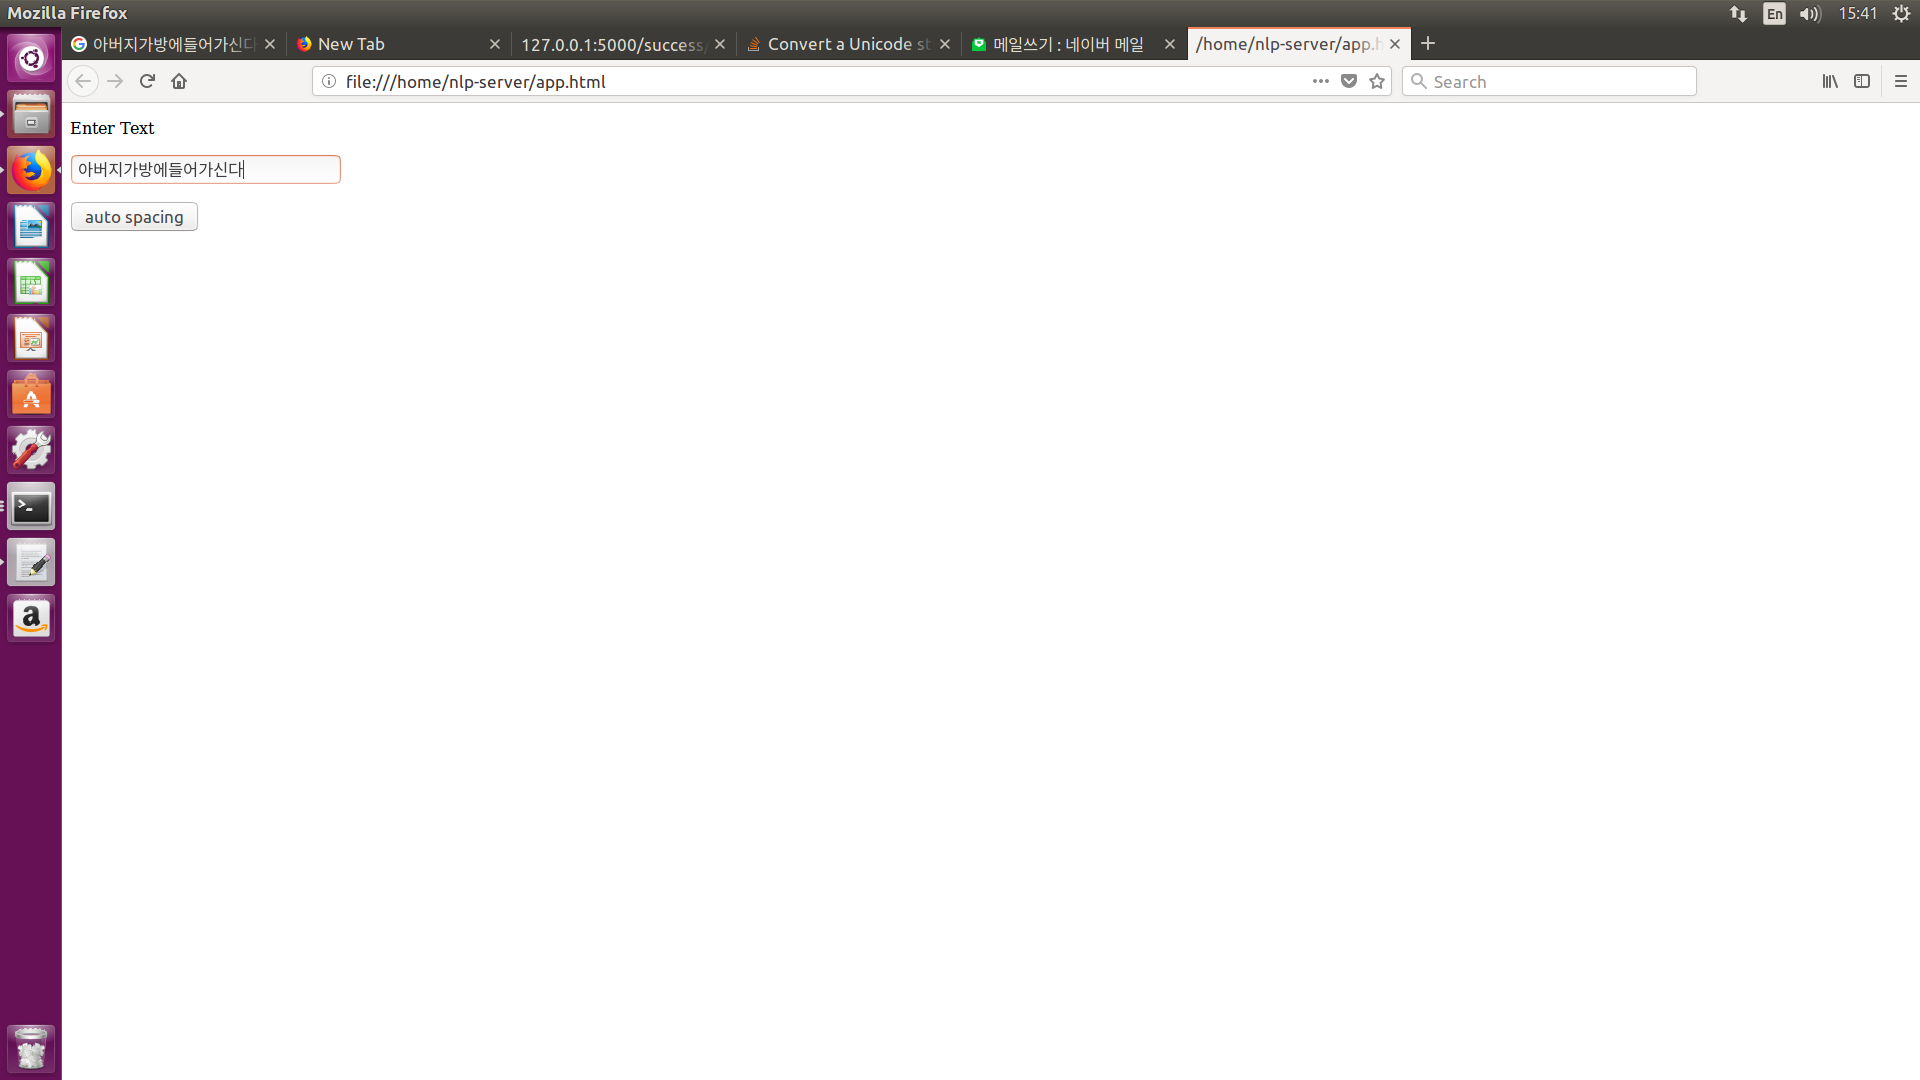 Mozilla Firefox
En
15:41
아버지가방에들어가신다
New Tab
127.0.0.1:5000/success/
Convert a Unicode st
메일쓰기 : 네이버 메일
/home/nlp-server/app.h
file:///home/nlp-server/app.html
Search
Enter Text
아버지가방에들어가신다
auto spacing